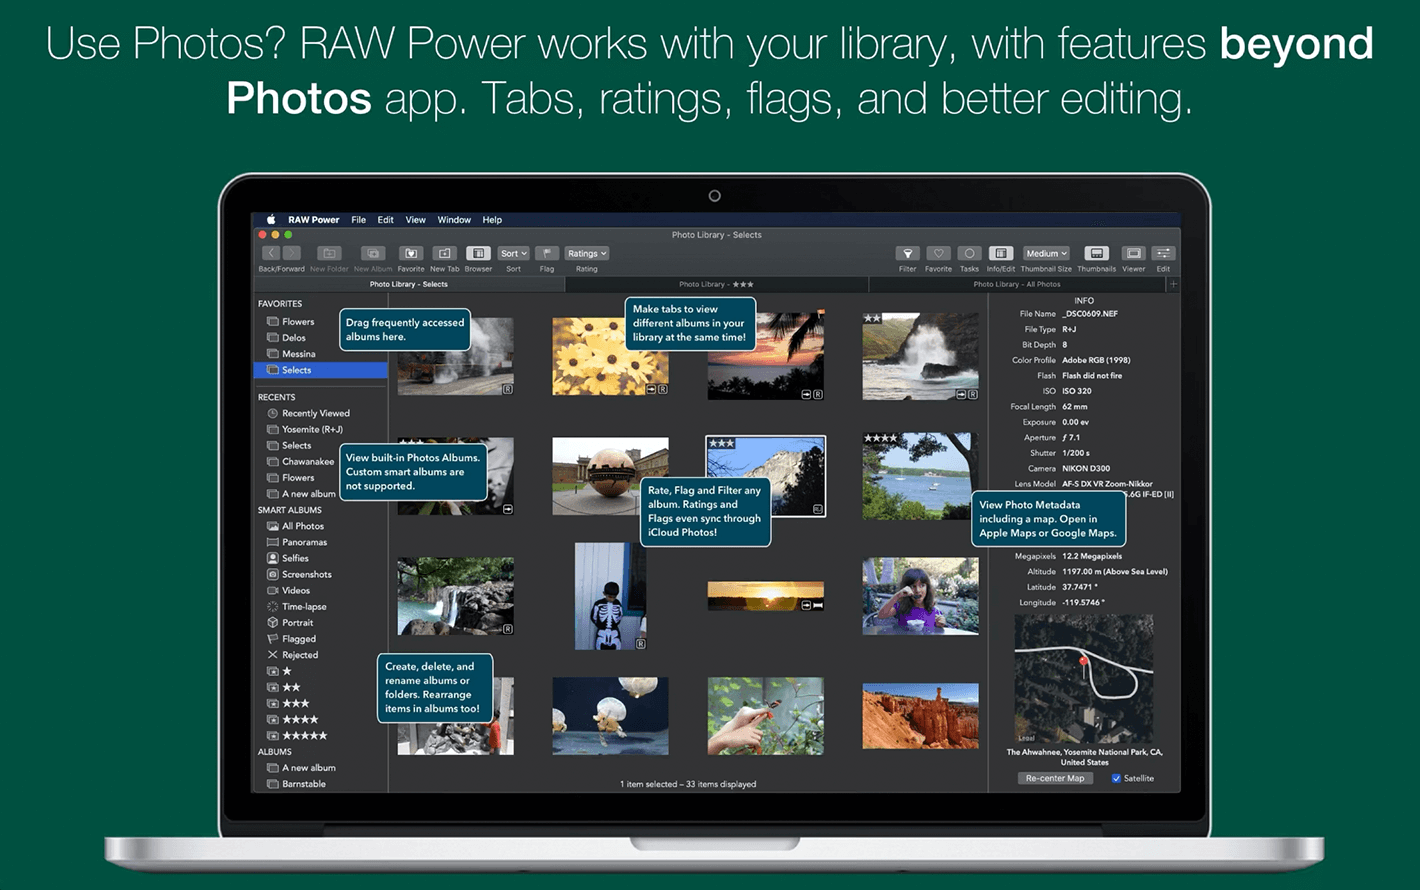 Use Photos? RAW Power works with your library, with features beyond
Photos app. Tabs, ratings, flags, and better editing.
RAW Power File Edit View Window Help
Photo Library - Selects
Sort Ratings Medium
Back/Forward New Folder New Album Favorite New Tab Browser Sort Flag Rating Filter Favorite Tasks Info/Edit Thumbnail Size Thumbnails Viewer Edit
Photo Library - Selects Photo Library - ★★★ Photo Library - All Photos +
FAVORITES
Flowers
Delos
Messina
Selects
RECENTS
Recently Viewed
Yosemite (R+J)
Selects
Chawanakee
Flowers
A new album
SMART ALBUMS
All Photos
Panoramas
Selfies
Screenshots
Videos
Time-lapse
Portrait
Flagged
Rejected
★
★★
★★★
★★★★
★★★★★
ALBUMS
A new album
Barnstable
Drag frequently accessed
albums here.
Make tabs to view
different albums in your
library at the same time!
View built-in Photos Albums.
Custom smart albums are
not supported.
Rate, Flag and Filter any
album. Ratings and
Flags even sync through
iCloud Photos!
View Photo Metadata
including a map. Open in
Apple Maps or Google Maps.
Create, delete, and
rename albums or
folders. Rearrange
items in albums too!
1 item selected – 33 items displayed
INFO
File Name _DSC0609.NEF
File Type R+J
Bit Depth 8
Color Profile Adobe RGB (1998)
Flash Flash did not fire
ISO ISO 320
Focal Length 62 mm
Exposure 0.00 ev
Aperture ƒ 7.1
Shutter 1/200 s
Camera NIKON D300
Lens Model AF-S DX VR Zoom-Nikkor
5.6G IF-ED [II]
Megapixels 12.2 Megapixels
Altitude 1197.00 m (Above Sea Level)
Latitude 37.7471 °
Longitude -119.5746 °
Legal
The Ahwahnee, Yosemite National Park, CA,
United States
Re-center Map Satellite